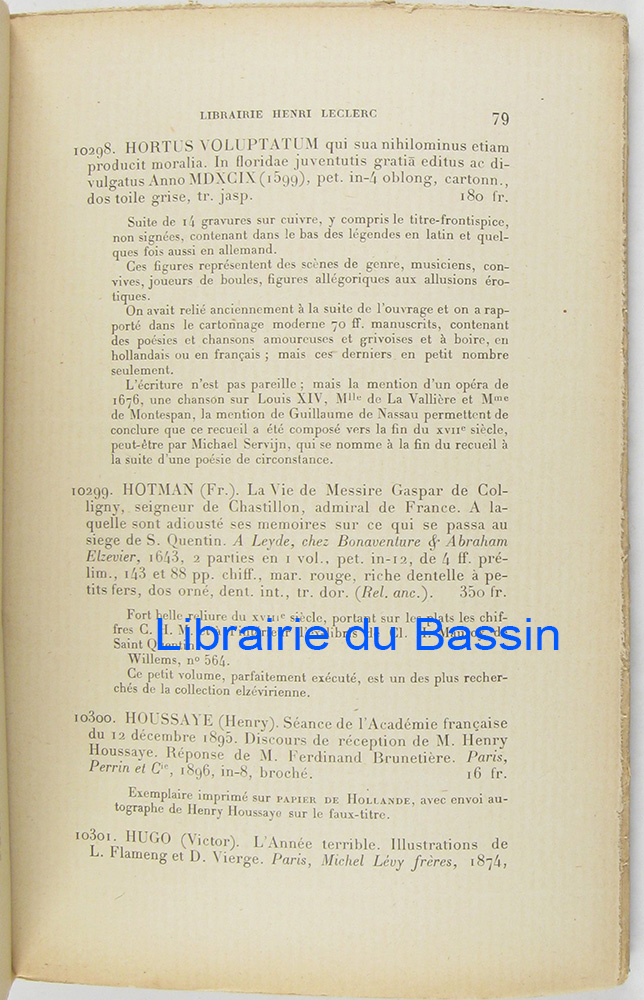 LIBRAIRIE HENRI LECLERC 79
10298. HORTUS VOLUPTATUM qui sua nihilominus etiam
producit moralia. In floridae juventutis gratiâ editus ac di-
vulgatus Anno MDXCIX (1599), pet. in-4 oblong, cartonn.,
dos toile grise, tr. jasp. 180 fr.
Suite de 14 gravures sur cuivre, y compris le titre-frontispice,
non signées, contenant dans le bas des légendes en latin et quel-
ques fois aussi en allemand.
Ces figures représentent des scènes de genre, musiciens, con-
vives, joueurs de boules, figures allégoriques aux allusions éro-
tiques.
On avait relié anciennement à la suite de l'ouvrage et on a rap-
porté dans le cartonnage moderne 70 ff. manuscrits, contenant
des poésies et chansons amoureuses et grivoises et à boire, en
hollandais ou en français ; mais ces derniers en petit nombre
seulement.
L'écriture n'est pas pareille ; mais la mention d'un opéra de
1676, une chanson sur Louis XIV, Mlle de La Vallière et Mme
de Montespan, la mention de Guillaume de Nassau permettent de
conclure que ce recueil a été composé vers la fin du XVIIe siècle,
peut-être par Michael Servijn, qui se nomme à la fin du recueil à
la suite d'une poésie de circonstance.
10299. HOTMAN (Fr.). La Vie de Messire Gaspar de Col-
ligny, seigneur de Chastillon, admiral de France. A la-
quelle sont adiousté ses memoires sur ce qui se passa au
siege de S. Quentin. A Leyde, chez Bonaventure & Abraham
Elzevier, 1643, 2 parties en 1 vol., pet. in-12, de 4 ff. pré-
lim., 143 et 88 pp. chiff., mar. rouge, riche dentelle à pe-
tits fers, dos orné, dent. int., tr. dor. (Rel. anc.). 350 fr.
Fort belle reliure du XVIIIe siècle, portant sur les plats les chif-
fres C. H. M. et à l'intérieur
Saint Quentin
Librairie du Bassin
Willems, no 564.
Ce petit volume, parfaitement exécuté, est un des plus recher-
chés de la collection elzévirienne.
10300. HOUSSAYE (Henry). Séance de l'Académie française
du 12 décembre 1895. Discours de réception de M. Henry
Houssaye. Réponse de M. Ferdinand Brunetière. Paris,
Perrin et Cie, 1896, in-8, broché. 16 fr.
Exemplaire imprimé sur PAPIER DE HOLLANDE, avec envoi au-
tographe de Henry Houssaye sur le faux-titre.
10301. HUGO (Victor). L'Année terrible. Illustrations de
L. Flameng et D. Vierge. Paris, Michel Lévy frères, 1874,